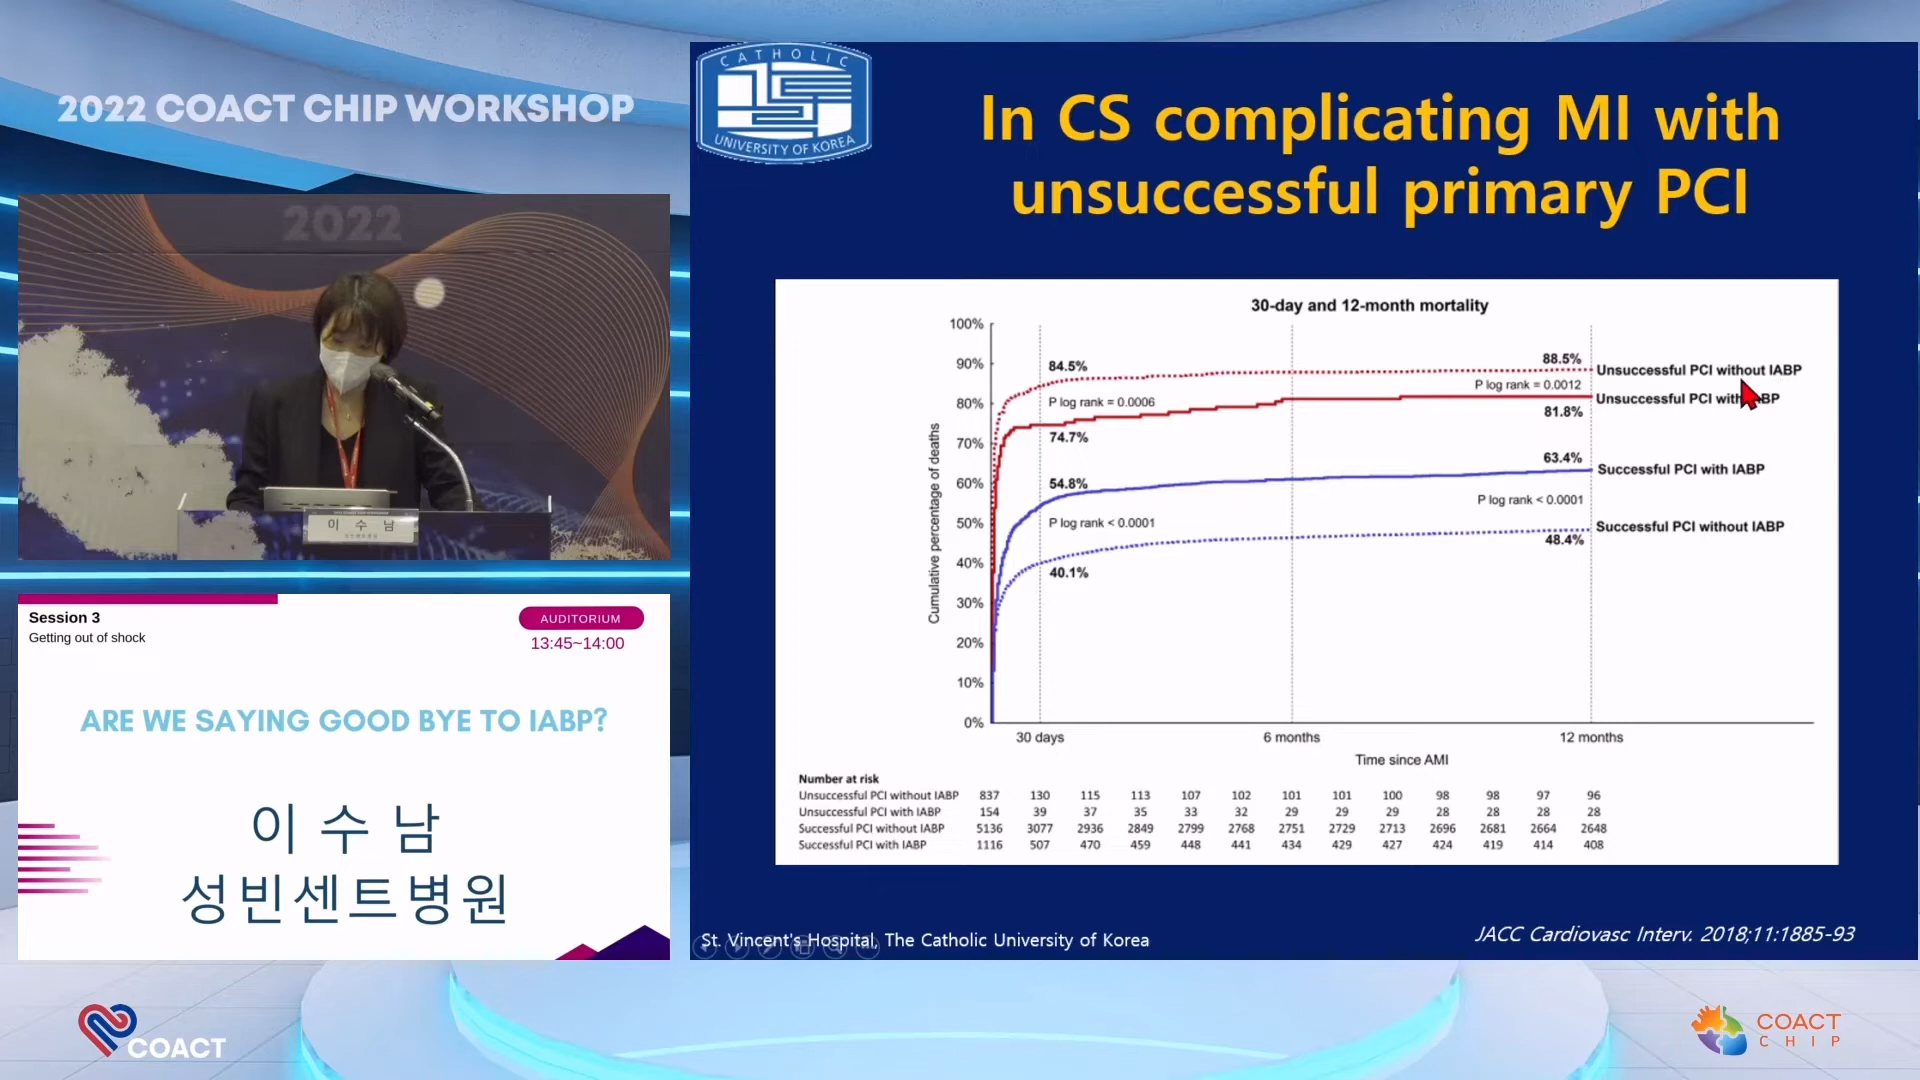 2022 COACT CHIP WORKSHOP
2022
이 수 남
Session 3
Getting out of shock
AUDITORIUM
13:45~14:00
ARE WE SAYING GOOD BYE TO IABP?
이 수 남
성빈센트병원
COACT
CATHOLIC
UNIVERSITY OF KOREA
In CS complicating MI with
unsuccessful primary PCI
30-day and 12-month mortality
Cumulative percentage of deaths
100%
90%
80%
70%
60%
50%
40%
30%
20%
10%
0%
84.5%
P log rank = 0.0006
74.7%
54.8%
P log rank < 0.0001
40.1%
88.5%
P log rank = 0.0012
81.8%
63.4%
P log rank < 0.0001
48.4%
Unsuccessful PCI without IABP
Unsuccessful PCI with IABP
Successful PCI with IABP
Successful PCI without IABP
30 days 6 months 12 months
Time since AMI
Number at risk
Unsuccessful PCI without IABP 837 130 115 113 107 102 101 101 100 98 98 97 96
Unsuccessful PCI with IABP 154 39 37 35 33 32 29 29 29 28 28 28 28
Successful PCI without IABP 5136 3077 2936 2849 2799 2768 2751 2729 2713 2696 2681 2664 2648
Successful PCI with IABP 1116 507 470 459 448 441 434 429 427 424 419 414 408
St. Vincent's Hospital, The Catholic University of Korea
JACC Cardiovasc Interv. 2018;11:1885-93
COACT
CHIP